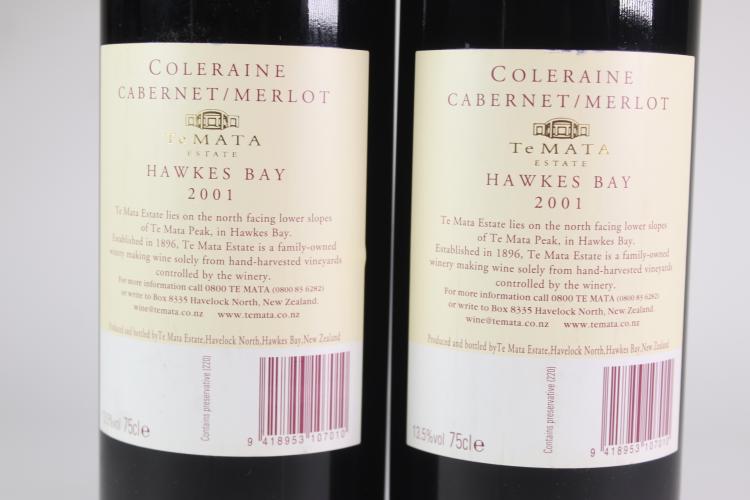 COLERAINE
CABERNET/MERLOT
Te MATA
ESTATE
HAWKES BAY
2001
Te Mata Estate lies on the north facing lower slopes
of Te Mata Peak, in Hawkes Bay.
Established in 1896, Te Mata Estate is a family-owned
winery making wine solely from hand-harvested vineyards
controlled by the winery.
For more information call 0800 TE MATA (0800 83 6282)
or write to Box 8335 Havelock North, New Zealand.
wine@temata.co.nz www.temata.co.nz
Produced and bottled by Te Mata Estate, Havelock North, Hawkes Bay, New Zealand
75cl e
Contains preservative (220)
9 418953 107010
COLERAINE
CABERNET/MERLOT
Te MATA
ESTATE
HAWKES BAY
2001
Te Mata Estate lies on the north facing lower slopes
of Te Mata Peak, in Hawkes Bay.
Established in 1896, Te Mata Estate is a family-owned
winery making wine solely from hand-harvested vineyards
controlled by the winery.
For more information call 0800 TE MATA (0800 83 6282)
or write to Box 8335 Havelock North, New Zealand.
wine@temata.co.nz www.temata.co.nz
Produced and bottled by Te Mata Estate, Havelock North, Hawkes Bay, New Zealand
13.5%vol 75cl e
Contains preservative (220)
9 418953 107010